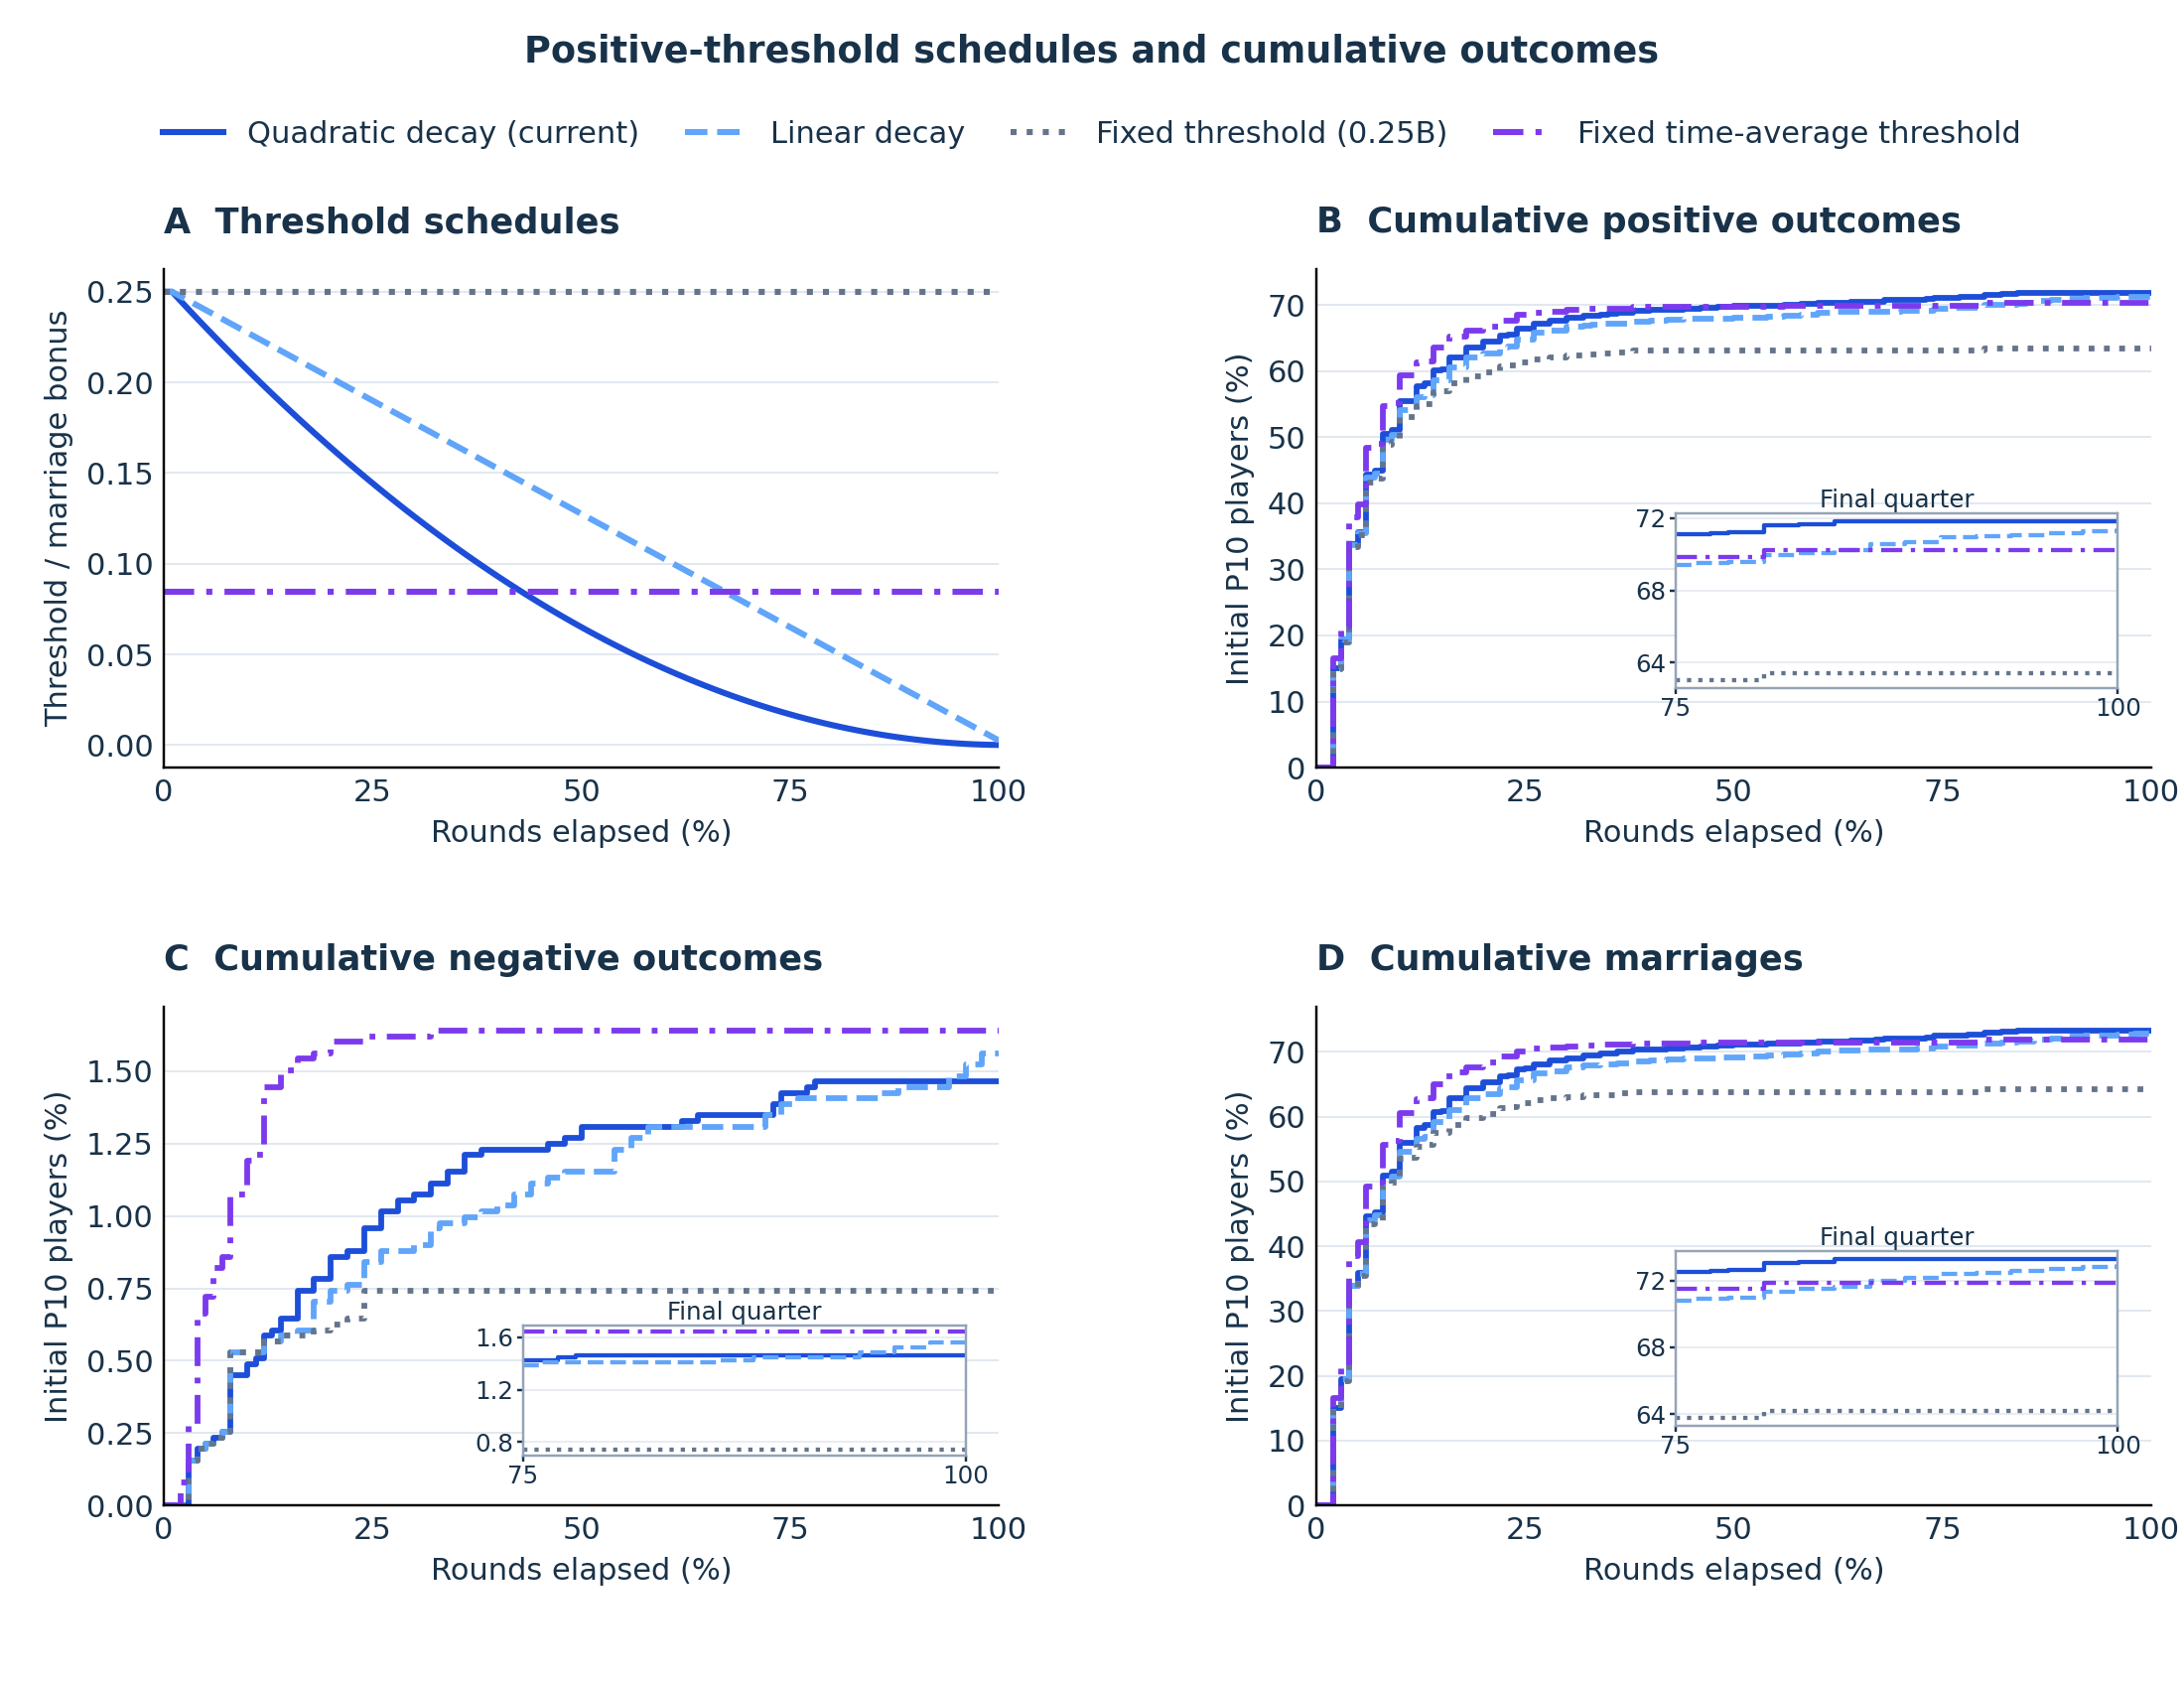 Positive-threshold schedules and cumulative outcomes
Quadratic decay (current) Linear decay Fixed threshold (0.25B) Fixed time-average threshold
A Threshold schedules
Threshold / marriage bonus
0.25
0.20
0.15
0.10
0.05
0.00
0 25 50 75 100
Rounds elapsed (%)
B Cumulative positive outcomes
Initial P10 players (%)
70
60
50
40
30
20
10
0
Final quarter
72
68
64
75 100
0 25 50 75 100
Rounds elapsed (%)
C Cumulative negative outcomes
Initial P10 players (%)
1.50
1.25
1.00
0.75
0.50
0.25
0.00
Final quarter
1.6
1.2
0.8
75 100
0 25 50 75 100
Rounds elapsed (%)
D Cumulative marriages
Initial P10 players (%)
70
60
50
40
30
20
10
0
Final quarter
72
68
64
75 100
0 25 50 75 100
Rounds elapsed (%)